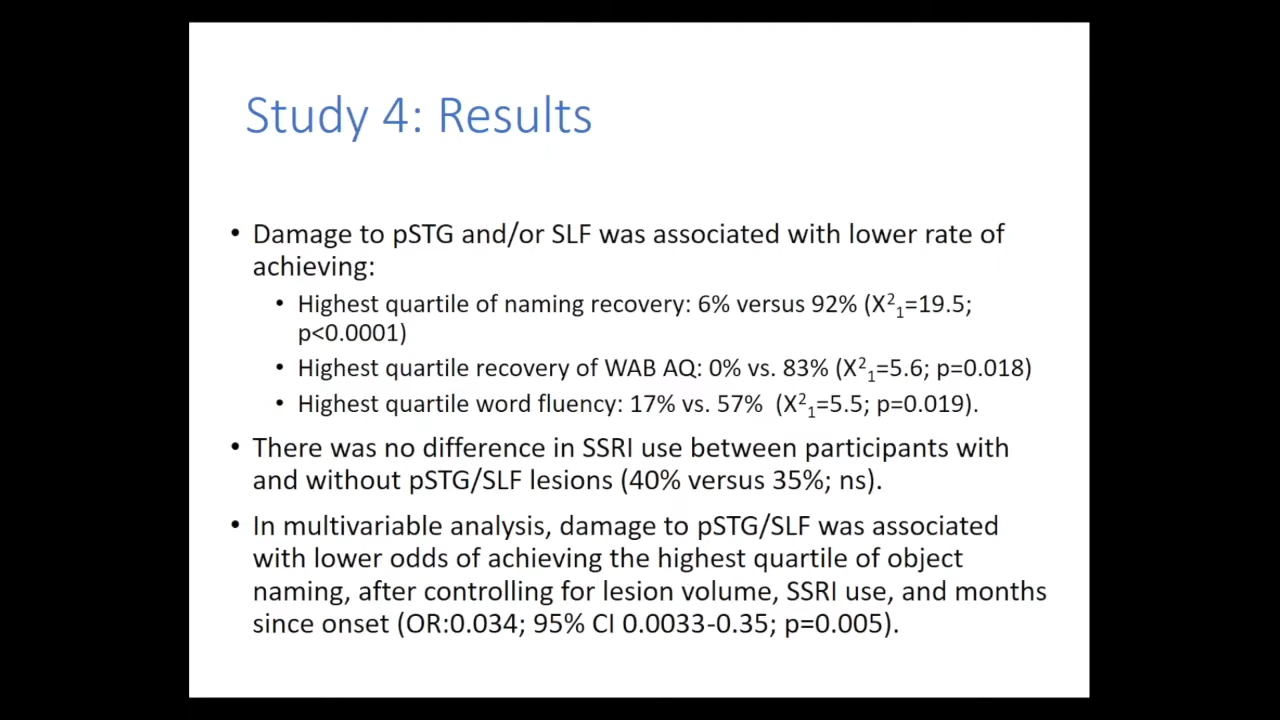 Study 4: Results
• Damage to pSTG and/or SLF was associated with lower rate of
achieving:
• Highest quartile of naming recovery: 6% versus 92% (X²₁=19.5;
p<0.0001)
• Highest quartile recovery of WAB AQ: 0% vs. 83% (X²₁=5.6; p=0.018)
• Highest quartile word fluency: 17% vs. 57% (X²₁=5.5; p=0.019).
• There was no difference in SSRI use between participants with
and without pSTG/SLF lesions (40% versus 35%; ns).
• In multivariable analysis, damage to pSTG/SLF was associated
with lower odds of achieving the highest quartile of object
naming, after controlling for lesion volume, SSRI use, and months
since onset (OR:0.034; 95% CI 0.0033-0.35; p=0.005).